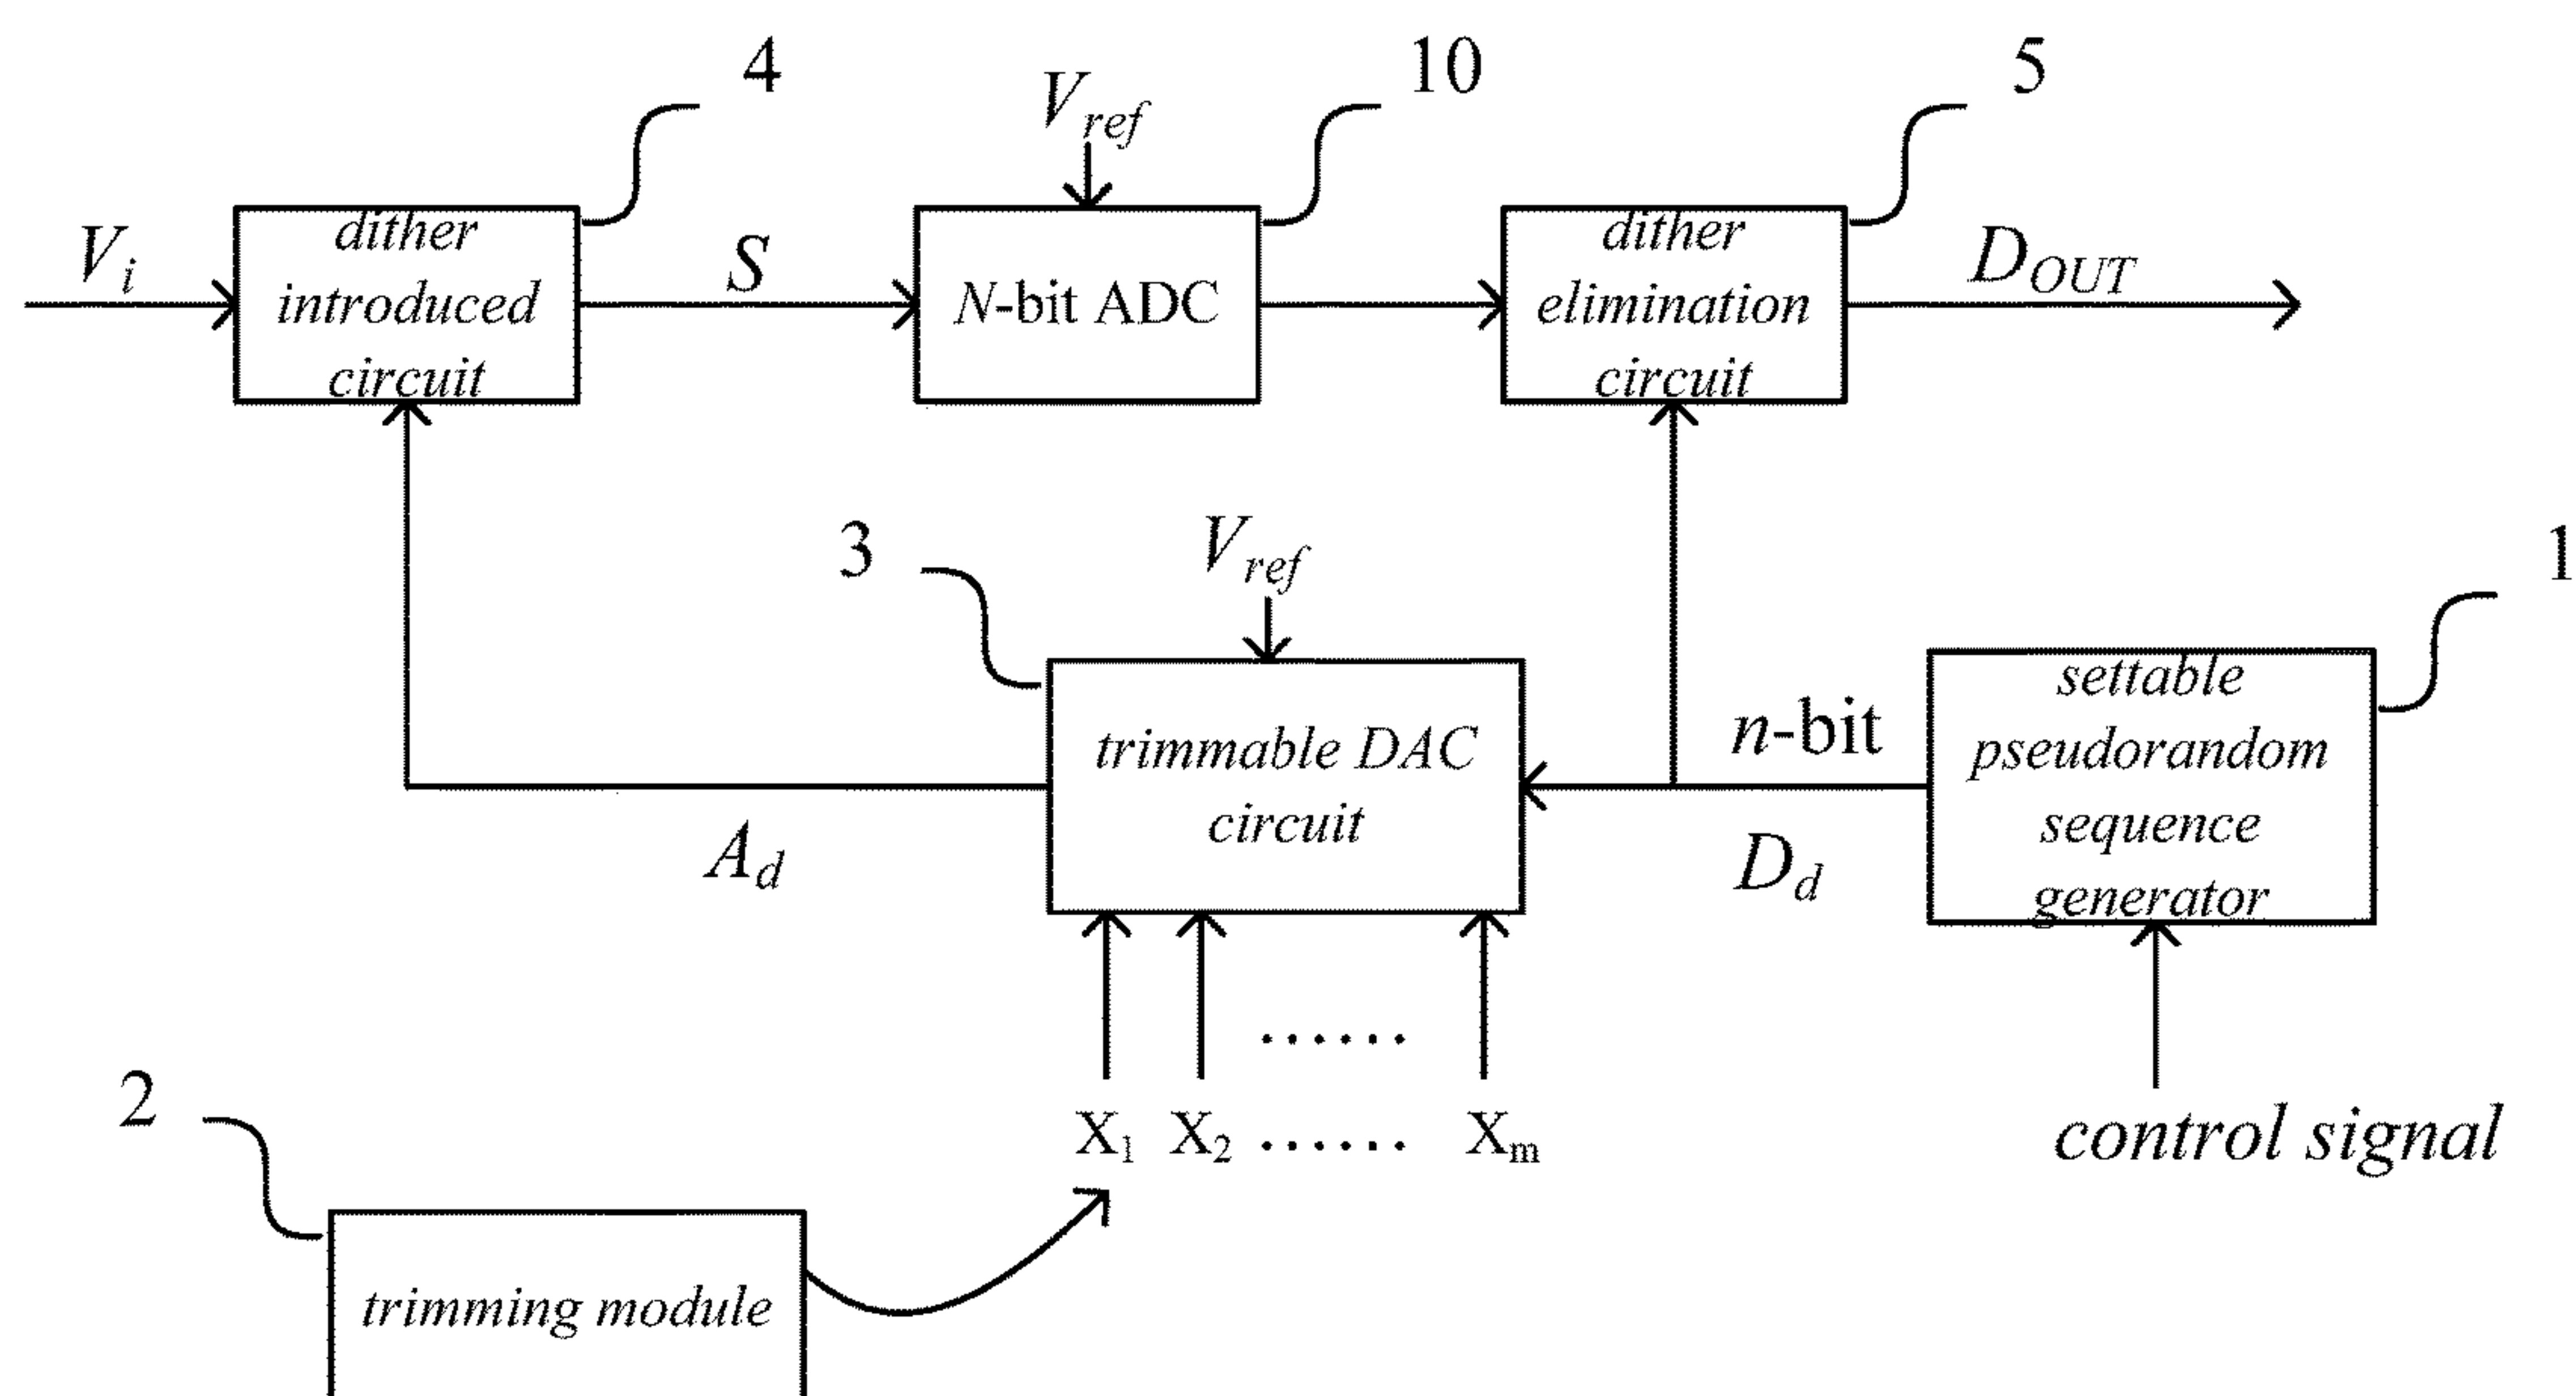 4
V_ref
10
5
V_i
dither
introduced
circuit
S
N-bit ADC
dither
elimination
circuit
D_OUT
3
V_ref
1
trimmable DAC
circuit
n-bit
D_d
settable
pseudorandom
sequence
generator
A_d
......
X_1 X_2 ...... X_m
control signal
2
trimming module